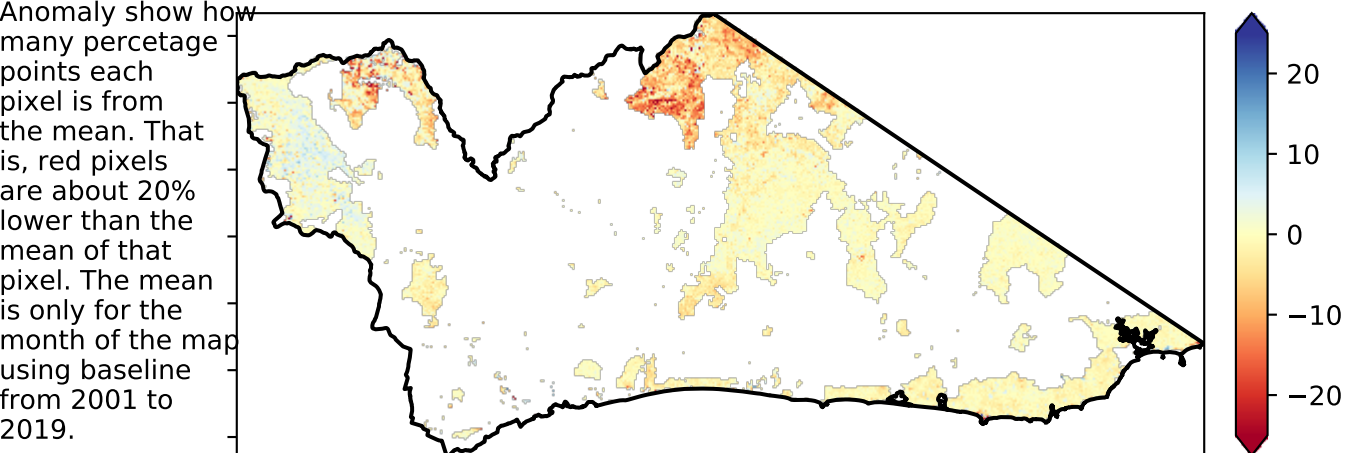 Anomaly show how
many percetage
points each
pixel is from
the mean. That
is, red pixels
are about 20%
lower than the
mean of that
pixel. The mean
is only for the
month of the map
using baseline
from 2001 to
2019.
20
10
0
−10
−20